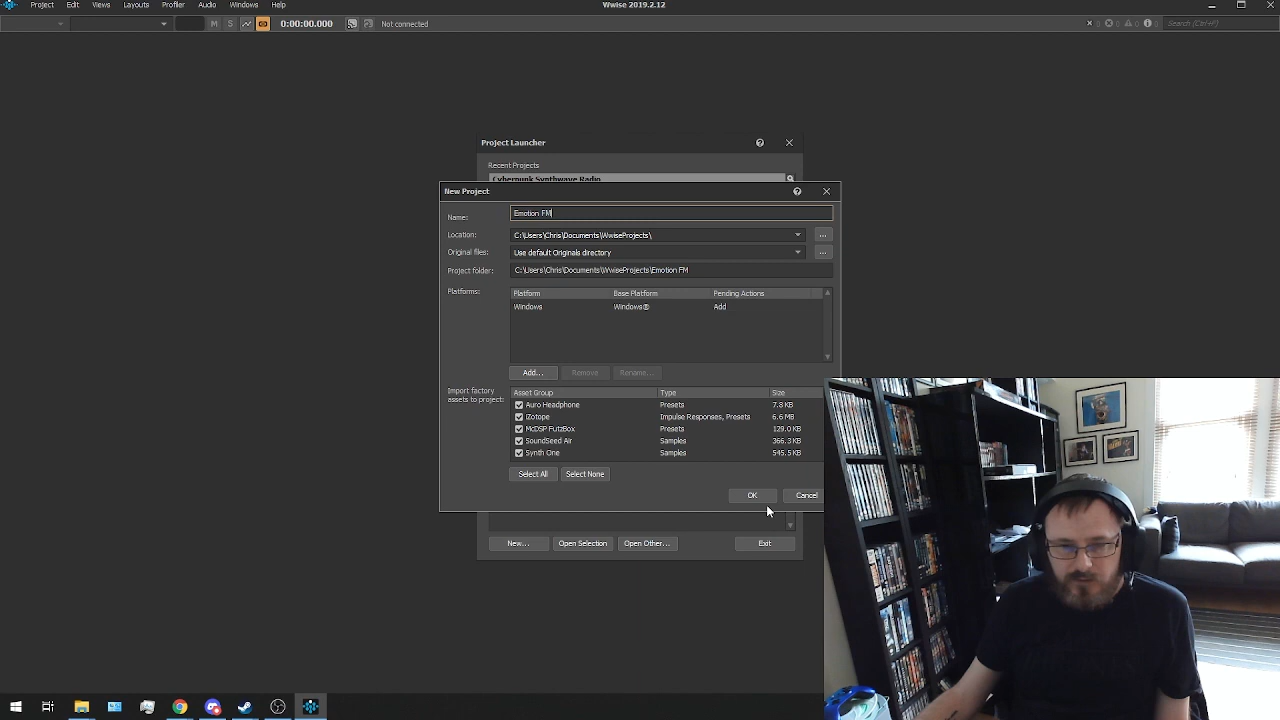 Project Edit Views Layouts Profiler Audio Windows Help
Wwise 2019.2.12
M S 0:00:00.000 Not connected
Search (Ctrl+F)
Project Launcher
Recent Projects
Cyberpunk Synthwave Radio
New Project
Name: Emotion FM
Location: C:\Users\Chris\Documents\WwiseProjects\ ...
Original files: Use default Originals directory ...
Project folder: C:\Users\Chris\Documents\WwiseProjects\Emotion FM
Platforms: Platform Base Platform Pending Actions
Windows Windows® Add
Add... Remove Rename...
Import factory
assets to project:
Asset Group Type Size
Auro Headphone Presets 7.8 KB
iZotope Impulse Responses, Presets 6.6 MB
McDSP FutzBox Presets 129.0 KB
SoundSeed Air Samples 366.3 KB
Synth One Samples 545.5 KB
Select All Select None
OK Cancel
New... Open Selection Open Other... Exit